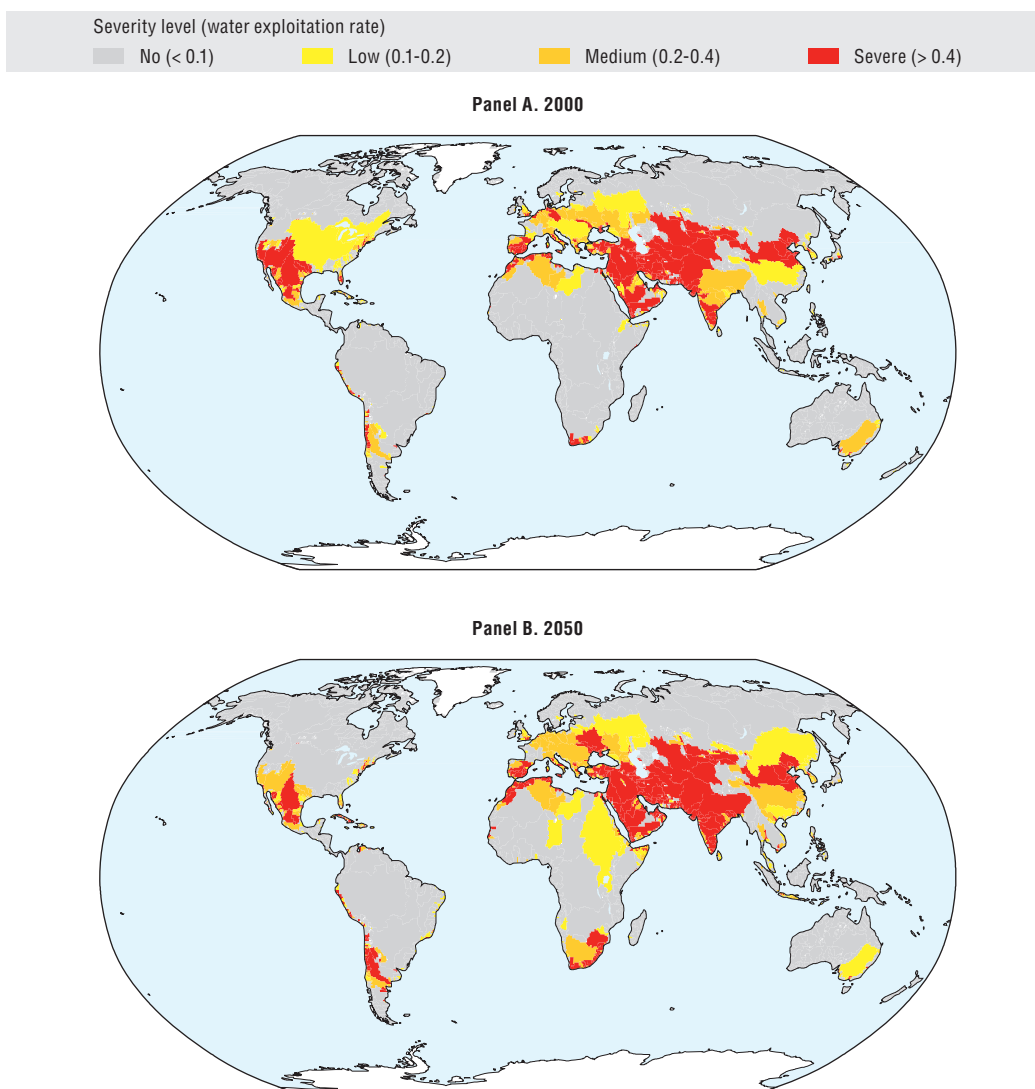 Severity level (water exploitation rate)
No (< 0.1) Low (0.1-0.2) Medium (0.2-0.4) Severe (> 0.4)
Panel A. 2000
Panel B. 2050